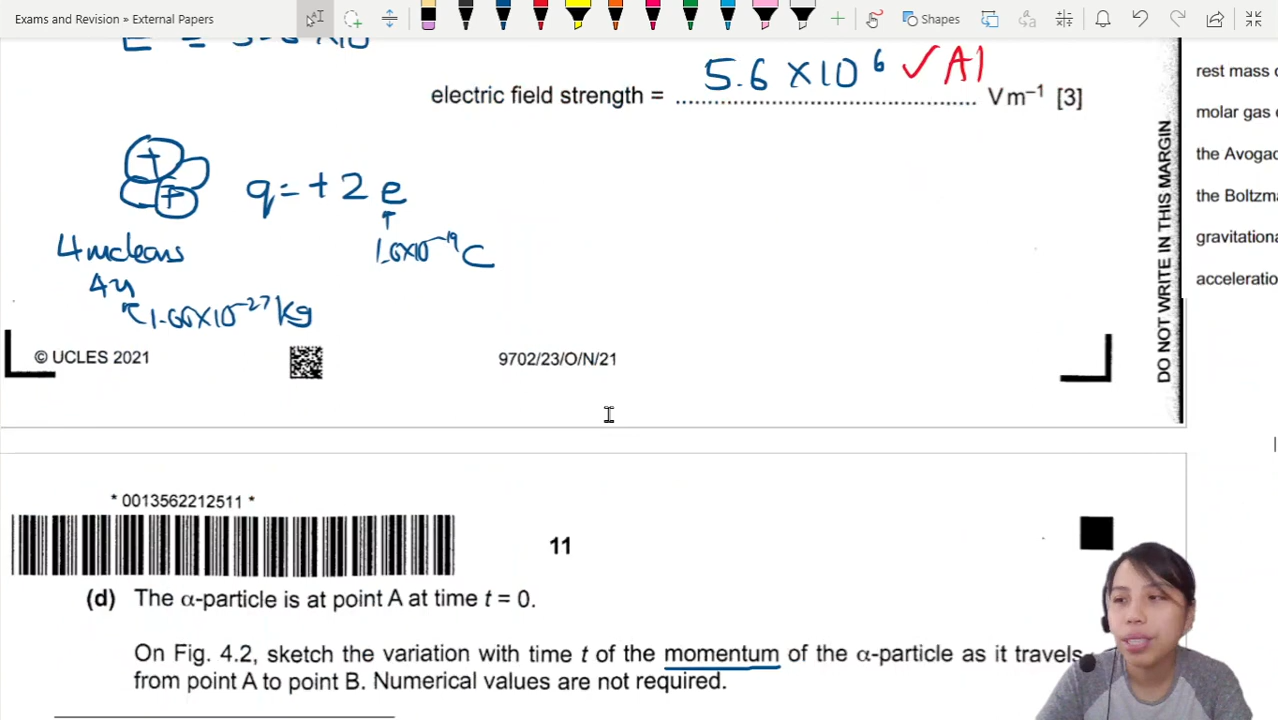 Exams and Revision » External Papers
Shapes
5.6 × 10⁶ ✓ A1
electric field strength = ........................................ V m⁻¹ [3]
rest mass o
molar gas c
the Avogad
the Boltzma
gravitationa
acceleratio
DO NOT WRITE IN THIS MARGIN
+
+
q = + 2 e
4 nucleons
1.6×10⁻¹⁹ C
4u
1.66×10⁻²⁷ kg
© UCLES 2021
9702/23/O/N/21
* 0013562212511 *
11
(d) The α-particle is at point A at time t = 0.
On Fig. 4.2, sketch the variation with time t of the momentum of the α-particle as it travels
from point A to point B. Numerical values are not required.